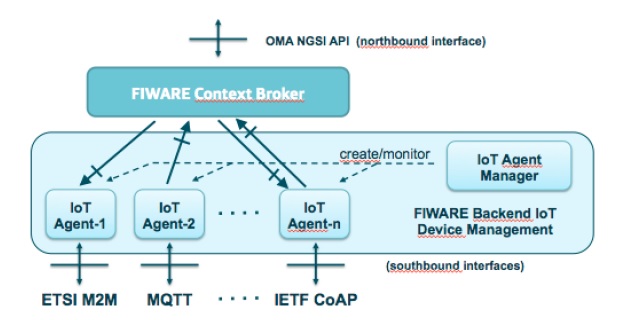 OMA NGSI API (northbound interface)
FIWARE Context Broker
create/monitor
IoT Agent
Manager
IoT
Agent-1
IoT
Agent-2
. . . .
IoT
Agent-n
FIWARE Backend IoT
Device Management
(southbound interfaces)
ETSI M2M
MQTT
. . . .
IETF CoAP